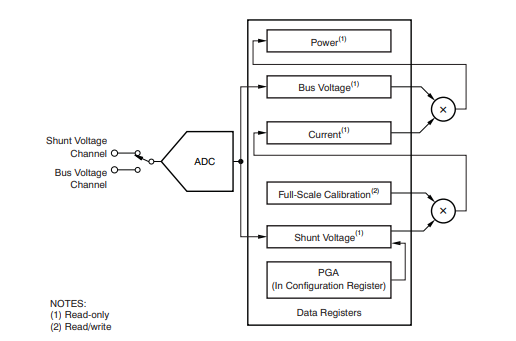 Power(1)
Bus Voltage(1)
×
Current(1)
Shunt Voltage
Channel
Bus Voltage
Channel
ADC
Full-Scale Calibration(2)
×
Shunt Voltage(1)
PGA
(In Configuration Register)
Data Registers
NOTES:
(1) Read-only
(2) Read/write